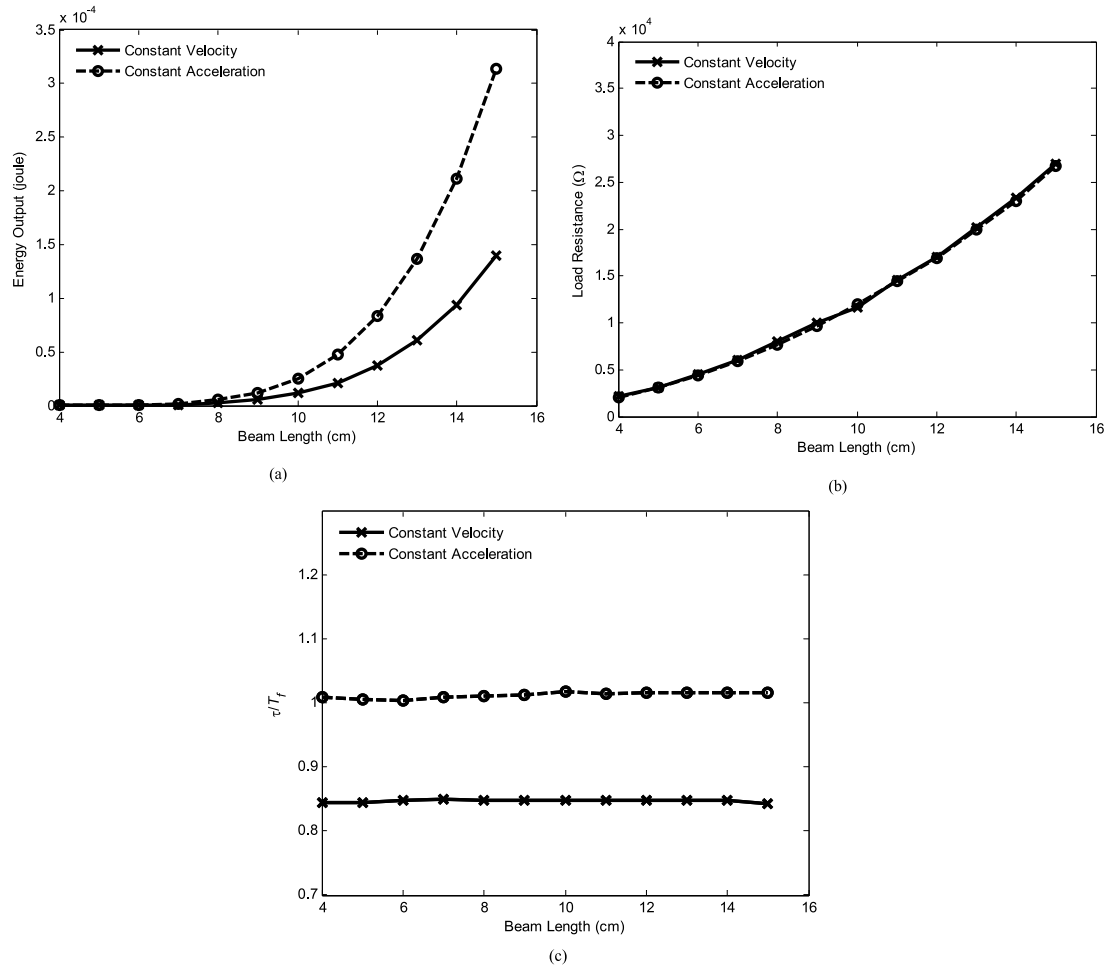 x 10^-4
3.5
3
2.5
2
1.5
1
0.5
0
Energy Output (joule)
Constant Velocity
Constant Acceleration
4 6 8 10 12 14 16
Beam Length (cm)
(a)
x 10^4
4
3.5
3
2.5
2
1.5
1
0.5
0
Load Resistance (Ω)
Constant Velocity
Constant Acceleration
4 6 8 10 12 14 16
Beam Length (cm)
(b)
1.2
1.1
1
0.9
0.8
0.7
τ/T_f
Constant Velocity
Constant Acceleration
4 6 8 10 12 14 16
Beam Length (cm)
(c)